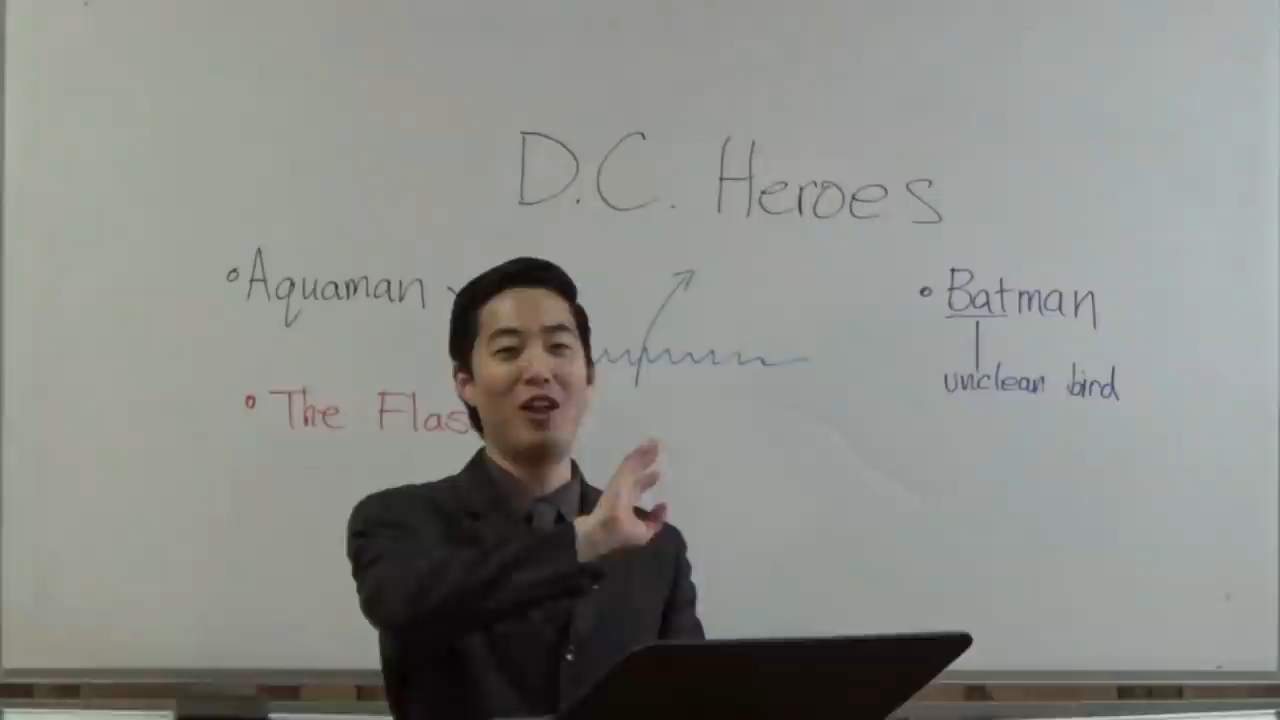 D.C. Heroes
• Aquaman
• Batman
unclean bird
• The Flas